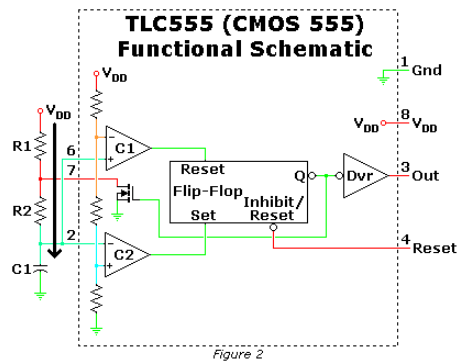 TLC555 (CMOS 555)
Functional Schematic
VDD
1
Gnd
VDD
8
VDD
VDD
R1
6
-
+
C1
7
Reset
Flip-Flop
Q
Dvr
3
Out
Inhibit/
Reset
R2
Set
4
Reset
2
-
+
C2
C1
Figure 2